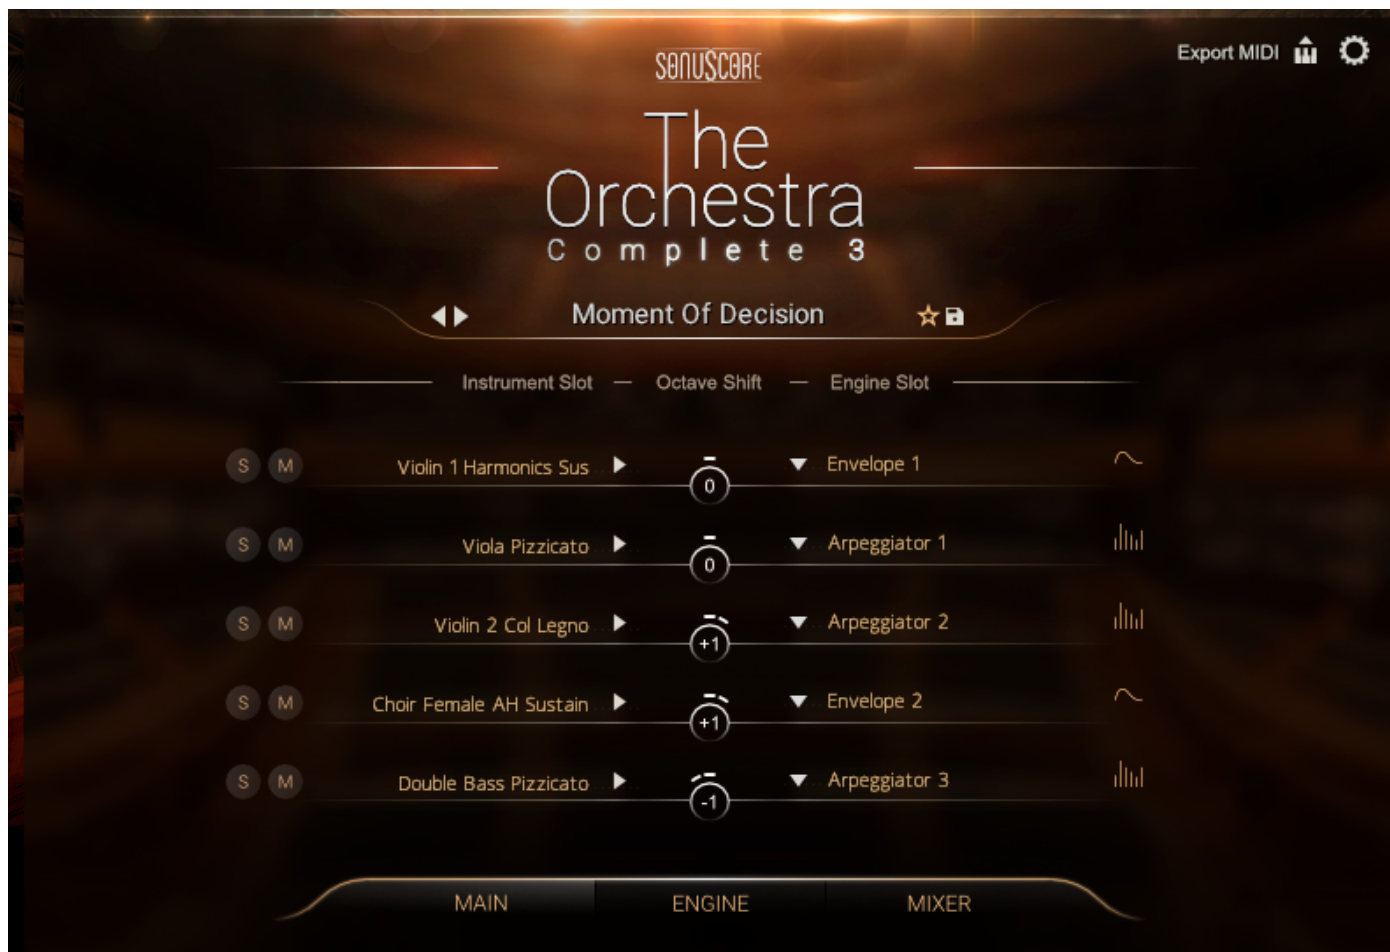 Export MIDI
SONUSCORE
The
Orchestra
Complete 3
Moment Of Decision
Instrument Slot — Octave Shift — Engine Slot
S M Violin 1 Harmonics Sus 0 Envelope 1
S M Viola Pizzicato 0 Arpeggiator 1
S M Violin 2 Col Legno +1 Arpeggiator 2
S M Choir Female AH Sustain +1 Envelope 2
S M Double Bass Pizzicato -1 Arpeggiator 3
MAIN ENGINE MIXER